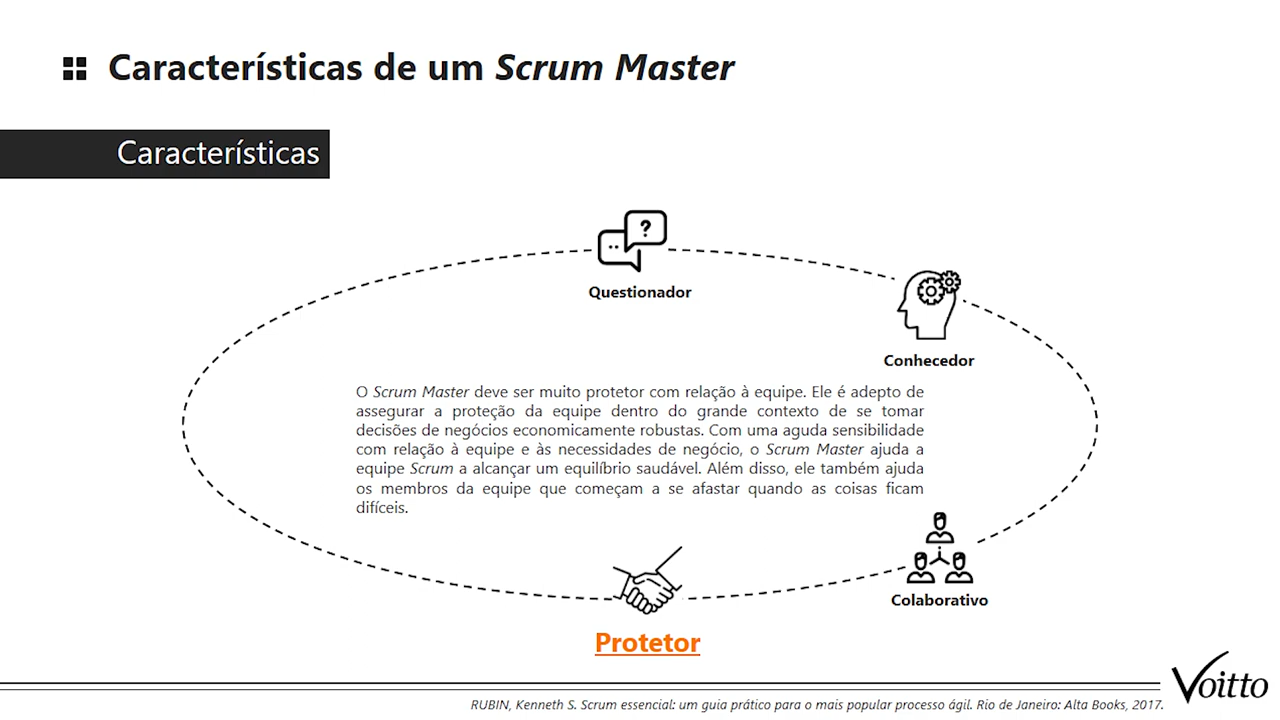 Características de um Scrum Master
Características
?
Questionador
Conhecedor
O Scrum Master deve ser muito protetor com relação à equipe. Ele é adepto de
assegurar a proteção da equipe dentro do grande contexto de se tomar
decisões de negócios economicamente robustas. Com uma aguda sensibilidade
com relação à equipe e às necessidades de negócio, o Scrum Master ajuda a
equipe Scrum a alcançar um equilíbrio saudável. Além disso, ele também ajuda
os membros da equipe que começam a se afastar quando as coisas ficam
difíceis.
Colaborativo
Protetor
Voitto
RUBIN, Kenneth S. Scrum essencial: um guia prático para o mais popular processo ágil. Rio de Janeiro: Alta Books, 2017.